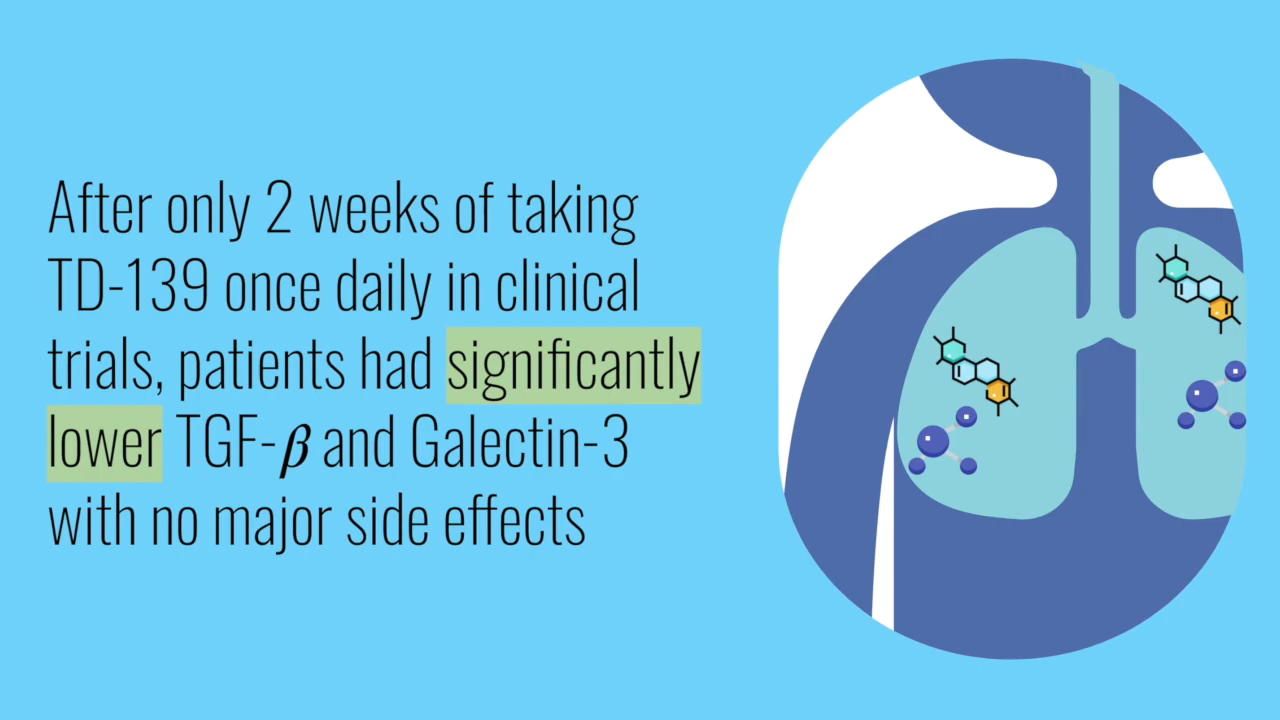 After only 2 weeks of taking
TD-139 once daily in clinical
trials, patients had significantly
lower TGF-β and Galectin-3
with no major side effects